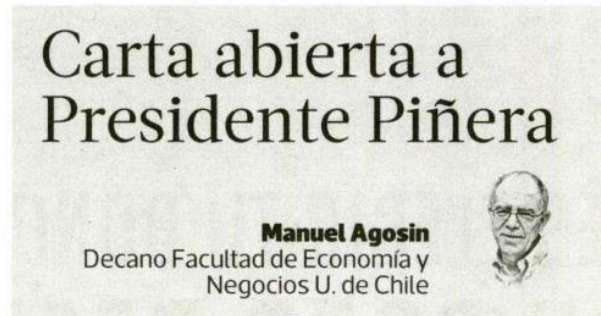 Carta abierta a
Presidente Piñera
Manuel Agosin
Decano Facultad de Economía y
Negocios U. de Chile